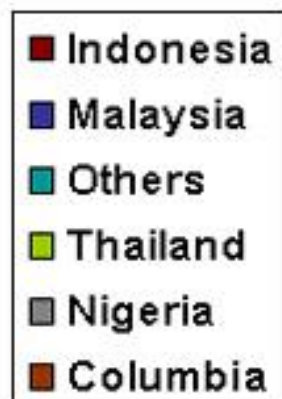 Indonesia
Malaysia
Others
Thailand
Nigeria
Columbia